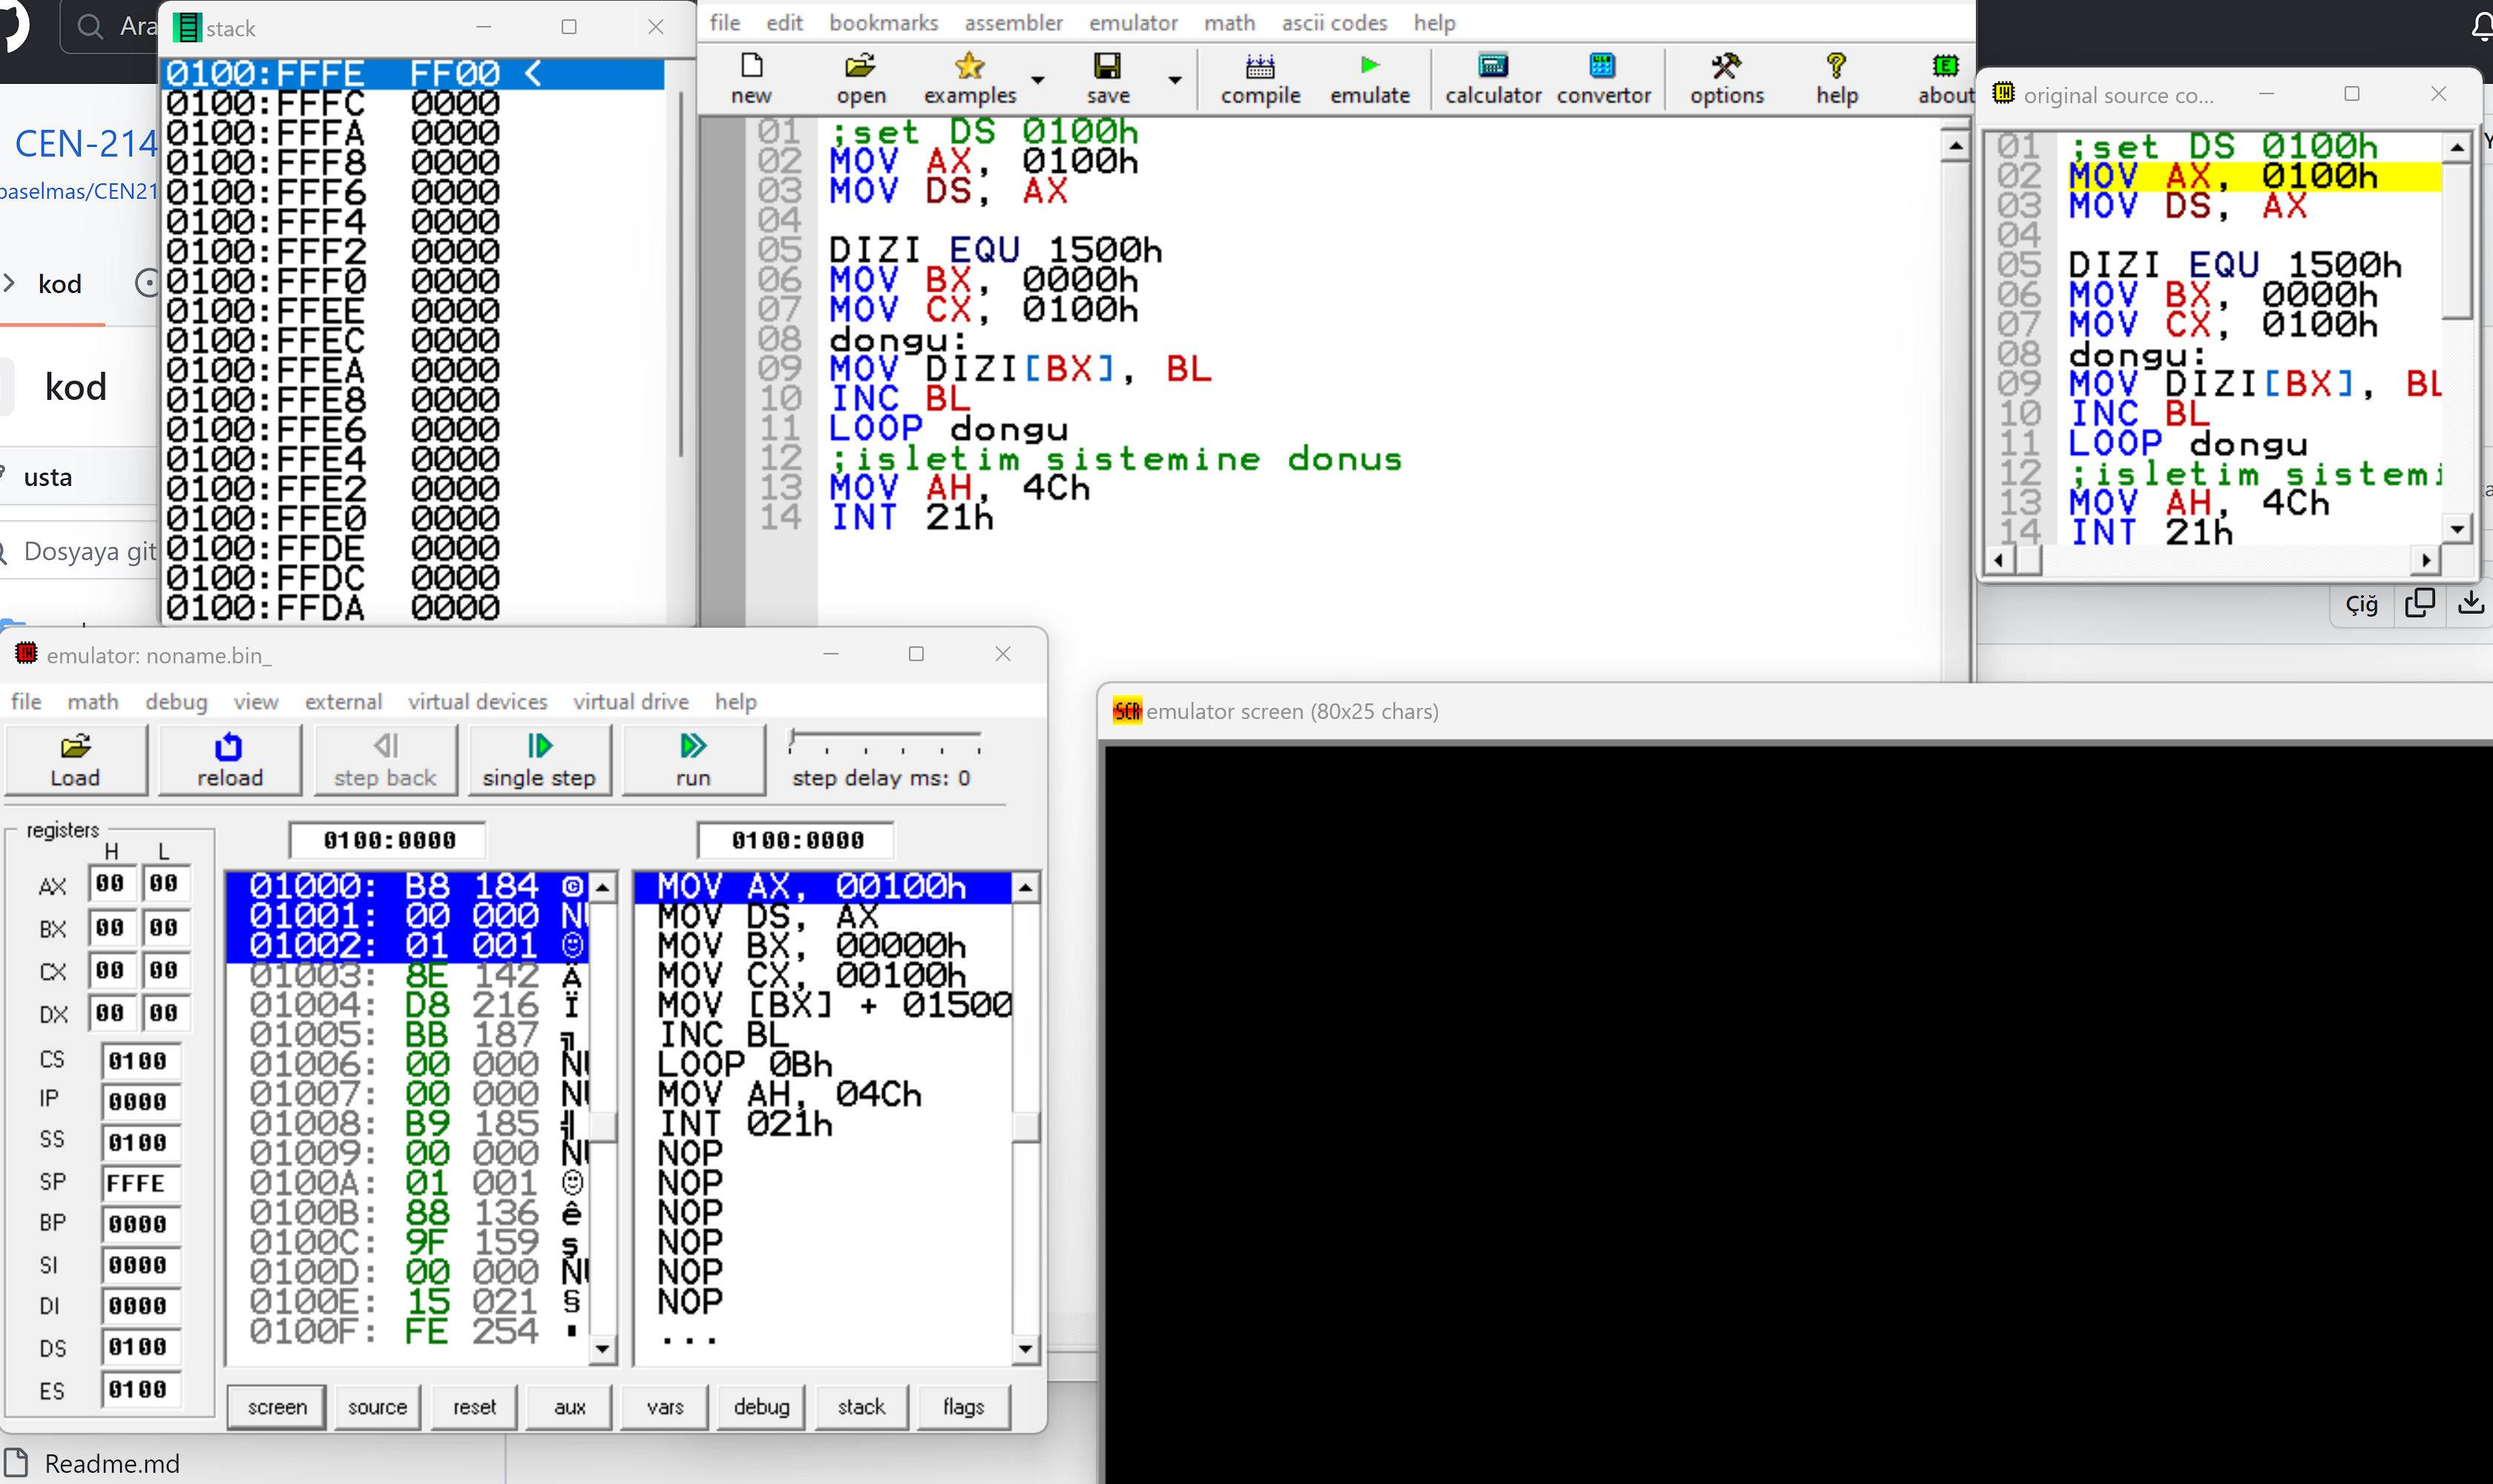 Ara
CEN-214
baselmas/CEN21
kod
kod
usta
Dosyaya git
Readme.md
Çiğ
stack
0100:FFFE FF00 <
0100:FFFC 0000
0100:FFFA 0000
0100:FFF8 0000
0100:FFF6 0000
0100:FFF4 0000
0100:FFF2 0000
0100:FFF0 0000
0100:FFEE 0000
0100:FFEC 0000
0100:FFEA 0000
0100:FFE8 0000
0100:FFE6 0000
0100:FFE4 0000
0100:FFE2 0000
0100:FFE0 0000
0100:FFDE 0000
0100:FFDC 0000
0100:FFDA 0000
file edit bookmarks assembler emulator math ascii codes help
new open examples save compile emulate calculator convertor options help about
01 ;set DS 0100h
02 MOV AX, 0100h
03 MOV DS, AX
04
05 DIZI EQU 1500h
06 MOV BX, 0000h
07 MOV CX, 0100h
08 dongu:
09 MOV DIZI[BX], BL
10 INC BL
11 LOOP dongu
12 ;isletim sistemine donus
13 MOV AH, 4Ch
14 INT 21h
original source co...
01 ;set DS 0100h
02 MOV AX, 0100h
03 MOV DS, AX
04
05 DIZI EQU 1500h
06 MOV BX, 0000h
07 MOV CX, 0100h
08 dongu:
09 MOV DIZI[BX], BL
10 INC BL
11 LOOP dongu
12 ;isletim sistemi
13 MOV AH, 4Ch
14 INT 21h
emulator: noname.bin_
file math debug view external virtual devices virtual drive help
Load reload step back single step run step delay ms: 0
registers
H L
AX 00 00
BX 00 00
CX 00 00
DX 00 00
CS 0100
IP 0000
SS 0100
SP FFFE
BP 0000
SI 0000
DI 0000
DS 0100
ES 0100
0100:0000
01000: B8 184 ©
01001: 00 000 NU
01002: 01 001 ☺
01003: 8E 142 Ä
01004: D8 216 Ï
01005: BB 187 ╗
01006: 00 000 NU
01007: 00 000 NU
01008: B9 185 ╣
01009: 00 000 NU
0100A: 01 001 ☺
0100B: 88 136 ê
0100C: 9F 159 ş
0100D: 00 000 NU
0100E: 15 021 §
0100F: FE 254 ■
0100:0000
MOV AX, 00100h
MOV DS, AX
MOV BX, 00000h
MOV CX, 00100h
MOV [BX] + 01500
INC BL
LOOP 0Bh
MOV AH, 04Ch
INT 021h
NOP
NOP
NOP
NOP
NOP
NOP
...
screen source reset aux vars debug stack flags
SCR emulator screen (80x25 chars)